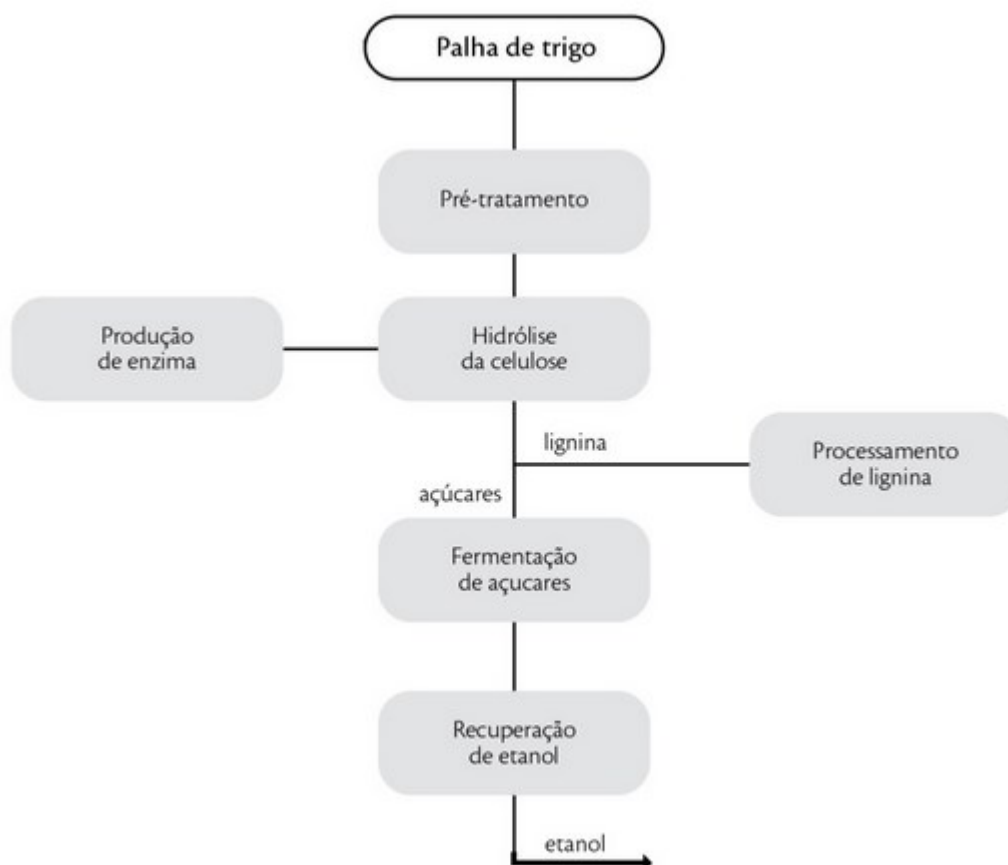 Palha de trigo
Pré-tratamento
Produção
de enzima
Hidrólise
da celulose
lignina
Processamento
de lignina
açúcares
Fermentação
de açucares
Recuperação
de etanol
etanol